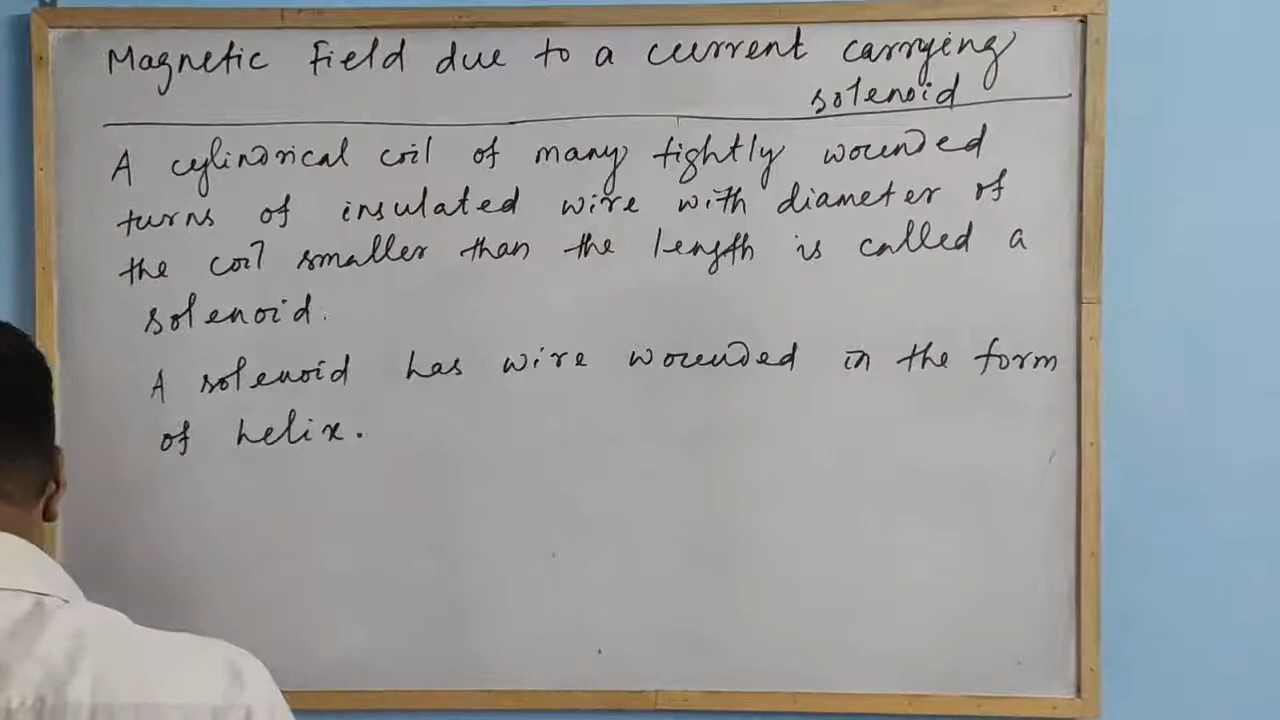 Magnetic Field due to a current carrying
solenoid
A cylindrical coil of many tightly wounded
turns of insulated wire with diameter of
the coil smaller than the length is called a
solenoid.
A solenoid has wire wounded in the form
of helix.